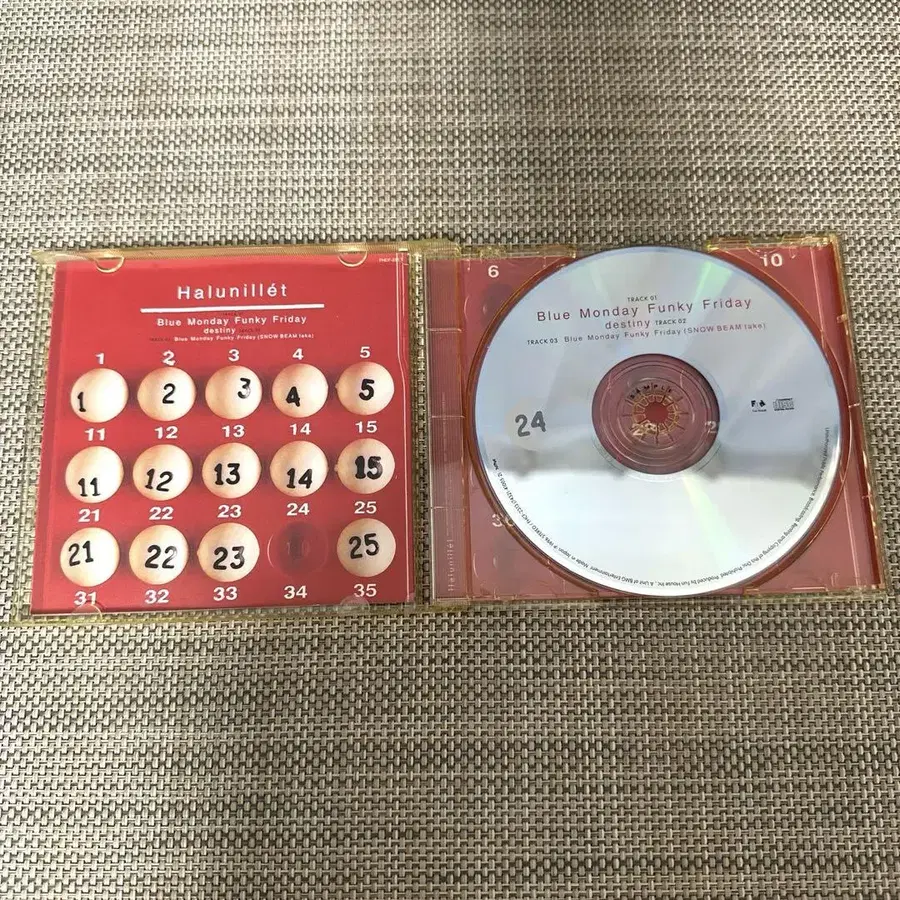 Halunillét
Blue Monday Funky Friday
destiny
Blue Monday Funky Friday (SNOW BEAM take)
1 2 3 4 5
1 2 3 4 5
11 12 13 14 15
11 12 13 14 15
21 22 23 24 25
21 22 23 25
31 32 33 34 35
6 10
TRACK 01
Blue Monday Funky Friday
destiny TRACK 02
TRACK 03 Blue Monday Funky Friday (SNOW BEAM take)
24
Halunillét